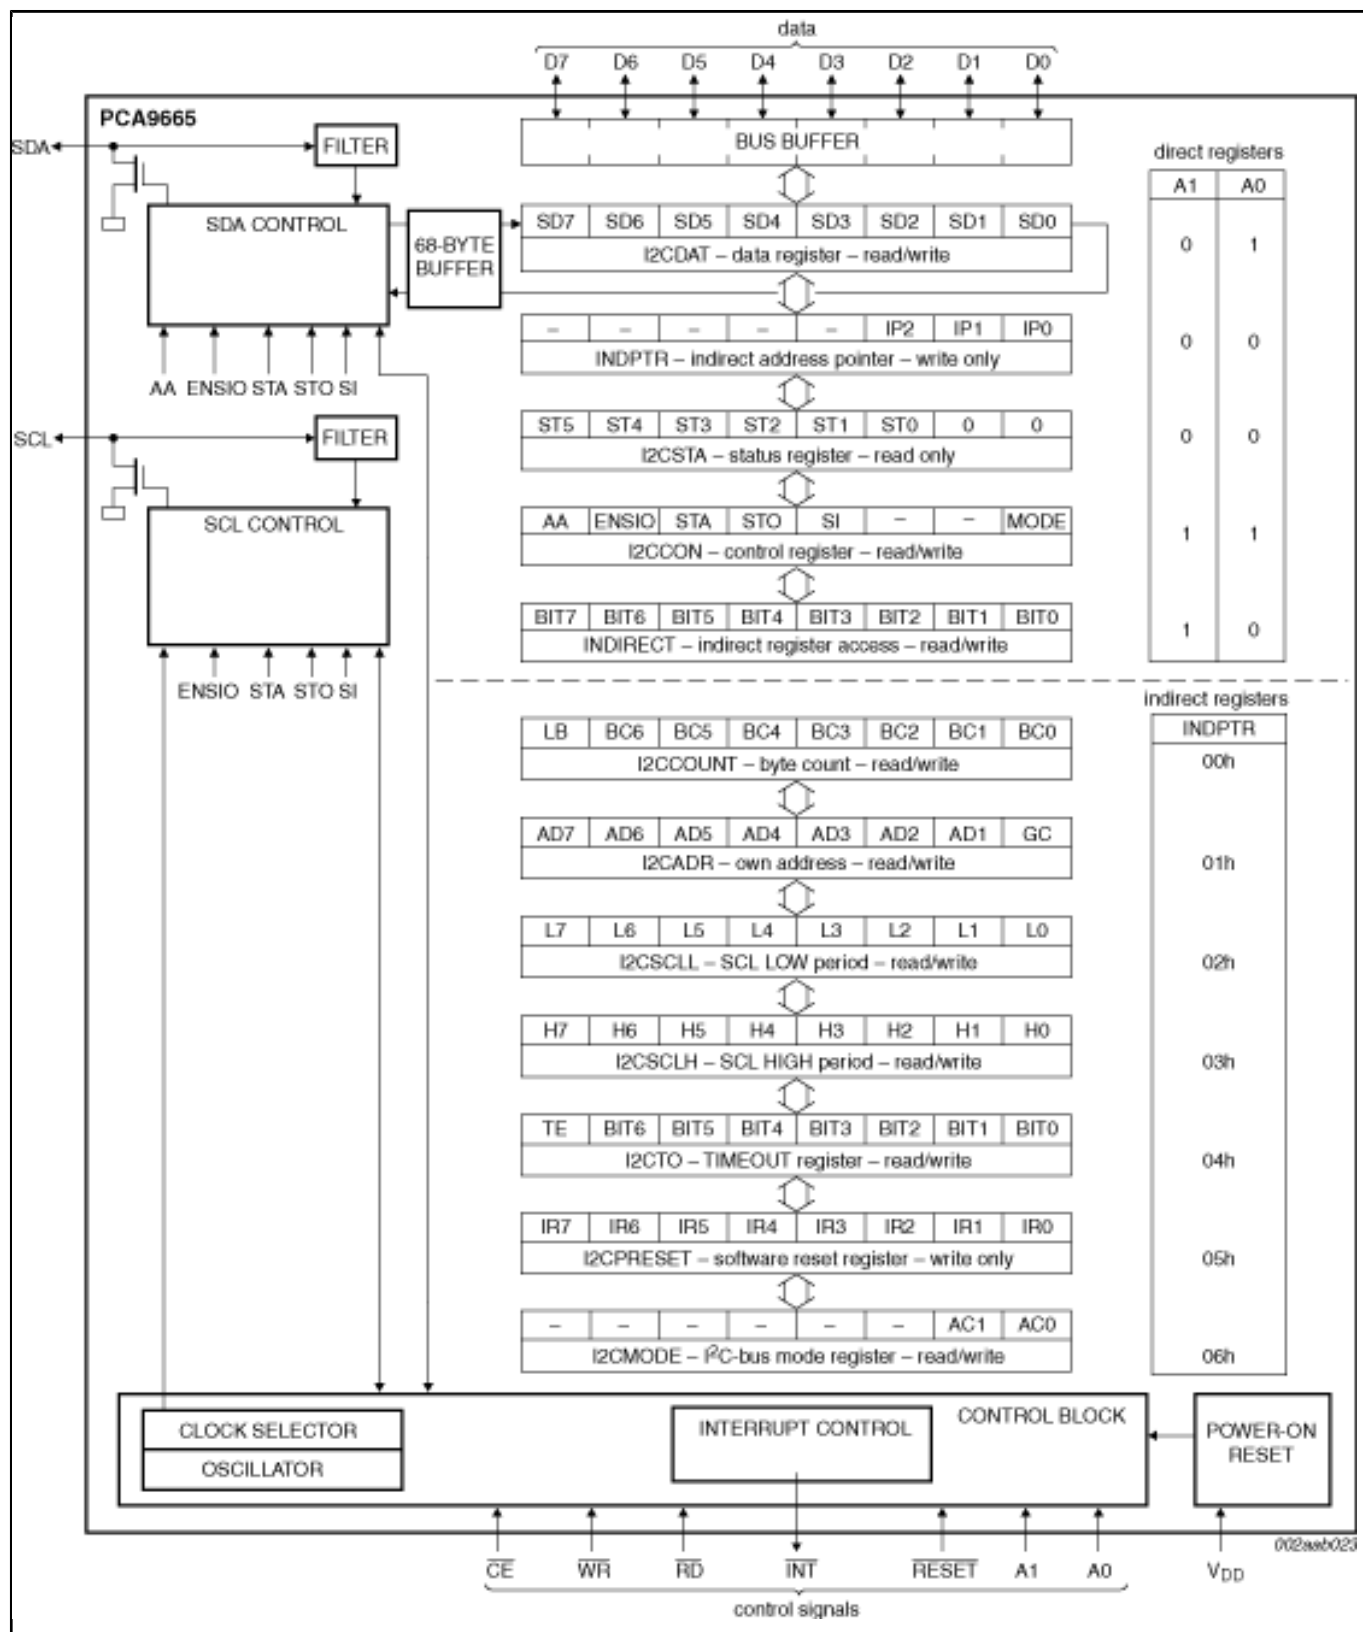 data
D7 D6 D5 D4 D3 D2 D1 D0
PCA9665
SDA
FILTER
BUS BUFFER
direct registers
A1 A0
SDA CONTROL
68-BYTE
BUFFER
SD7 SD6 SD5 SD4 SD3 SD2 SD1 SD0
I2CDAT – data register – read/write
0 1
– – – – – IP2 IP1 IP0
INDPTR – indirect address pointer – write only
0 0
AA ENSIO STA STO SI
SCL
FILTER
ST5 ST4 ST3 ST2 ST1 ST0 0 0
I2CSTA – status register – read only
0 0
SCL CONTROL
AA ENSIO STA STO SI – – MODE
I2CCON – control register – read/write
1 1
BIT7 BIT6 BIT5 BIT4 BIT3 BIT2 BIT1 BIT0
INDIRECT – indirect register access – read/write
1 0
ENSIO STA STO SI
indirect registers
INDPTR
LB BC6 BC5 BC4 BC3 BC2 BC1 BC0
I2CCOUNT – byte count – read/write
00h
AD7 AD6 AD5 AD4 AD3 AD2 AD1 GC
I2CADR – own address – read/write
01h
L7 L6 L5 L4 L3 L2 L1 L0
I2CSCLL – SCL LOW period – read/write
02h
H7 H6 H5 H4 H3 H2 H1 H0
I2CSCLH – SCL HIGH period – read/write
03h
TE BIT6 BIT5 BIT4 BIT3 BIT2 BIT1 BIT0
I2CTO – TIMEOUT register – read/write
04h
IR7 IR6 IR5 IR4 IR3 IR2 IR1 IR0
I2CPRESET – software reset register – write only
05h
– – – – – – AC1 AC0
I2CMODE – I²C-bus mode register – read/write
06h
CLOCK SELECTOR
OSCILLATOR
INTERRUPT CONTROL
CONTROL BLOCK
POWER-ON
RESET
002aab023
C̅E̅ W̅R̅ R̅D̅ I̅N̅T̅ R̅E̅S̅E̅T̅ A1 A0 VDD
control signals